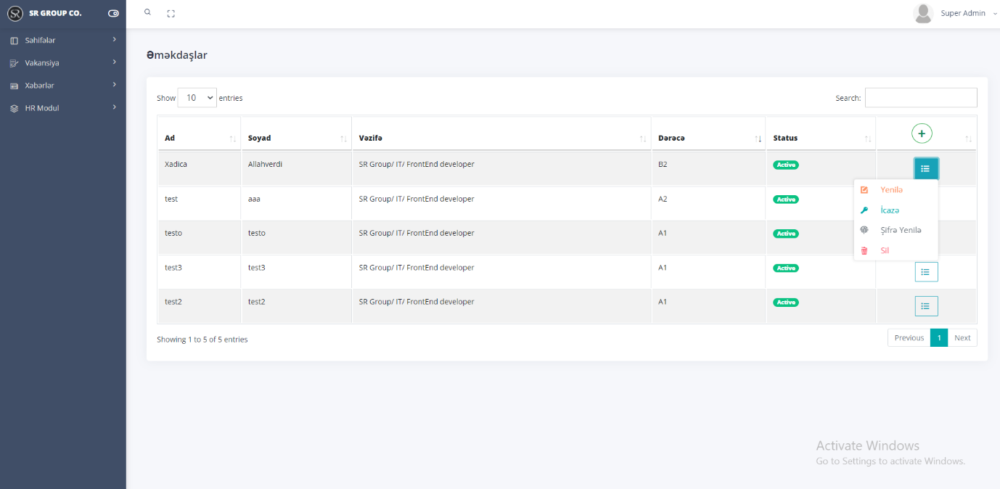 SR GROUP CO.
Super Admin
Səhifələr
Vakansiya
Xəbərlər
HR Modul
Əməkdaşlar
Show 10 entries
Search:
Ad Soyad Vəzifə Dərəcə Status
Xadica Allahverdi SR Group/ IT/ FrontEnd developer B2 Active
test aaa SR Group/ IT/ FrontEnd developer A2 Active
testo testo SR Group/ IT/ FrontEnd developer A1 Active
test3 test3 SR Group/ IT/ FrontEnd developer A1 Active
test2 test2 SR Group/ IT/ FrontEnd developer A1 Active
Yenilə
İcazə
Şifrə Yenilə
Sil
Showing 1 to 5 of 5 entries
Previous 1 Next
Activate Windows
Go to Settings to activate Windows.